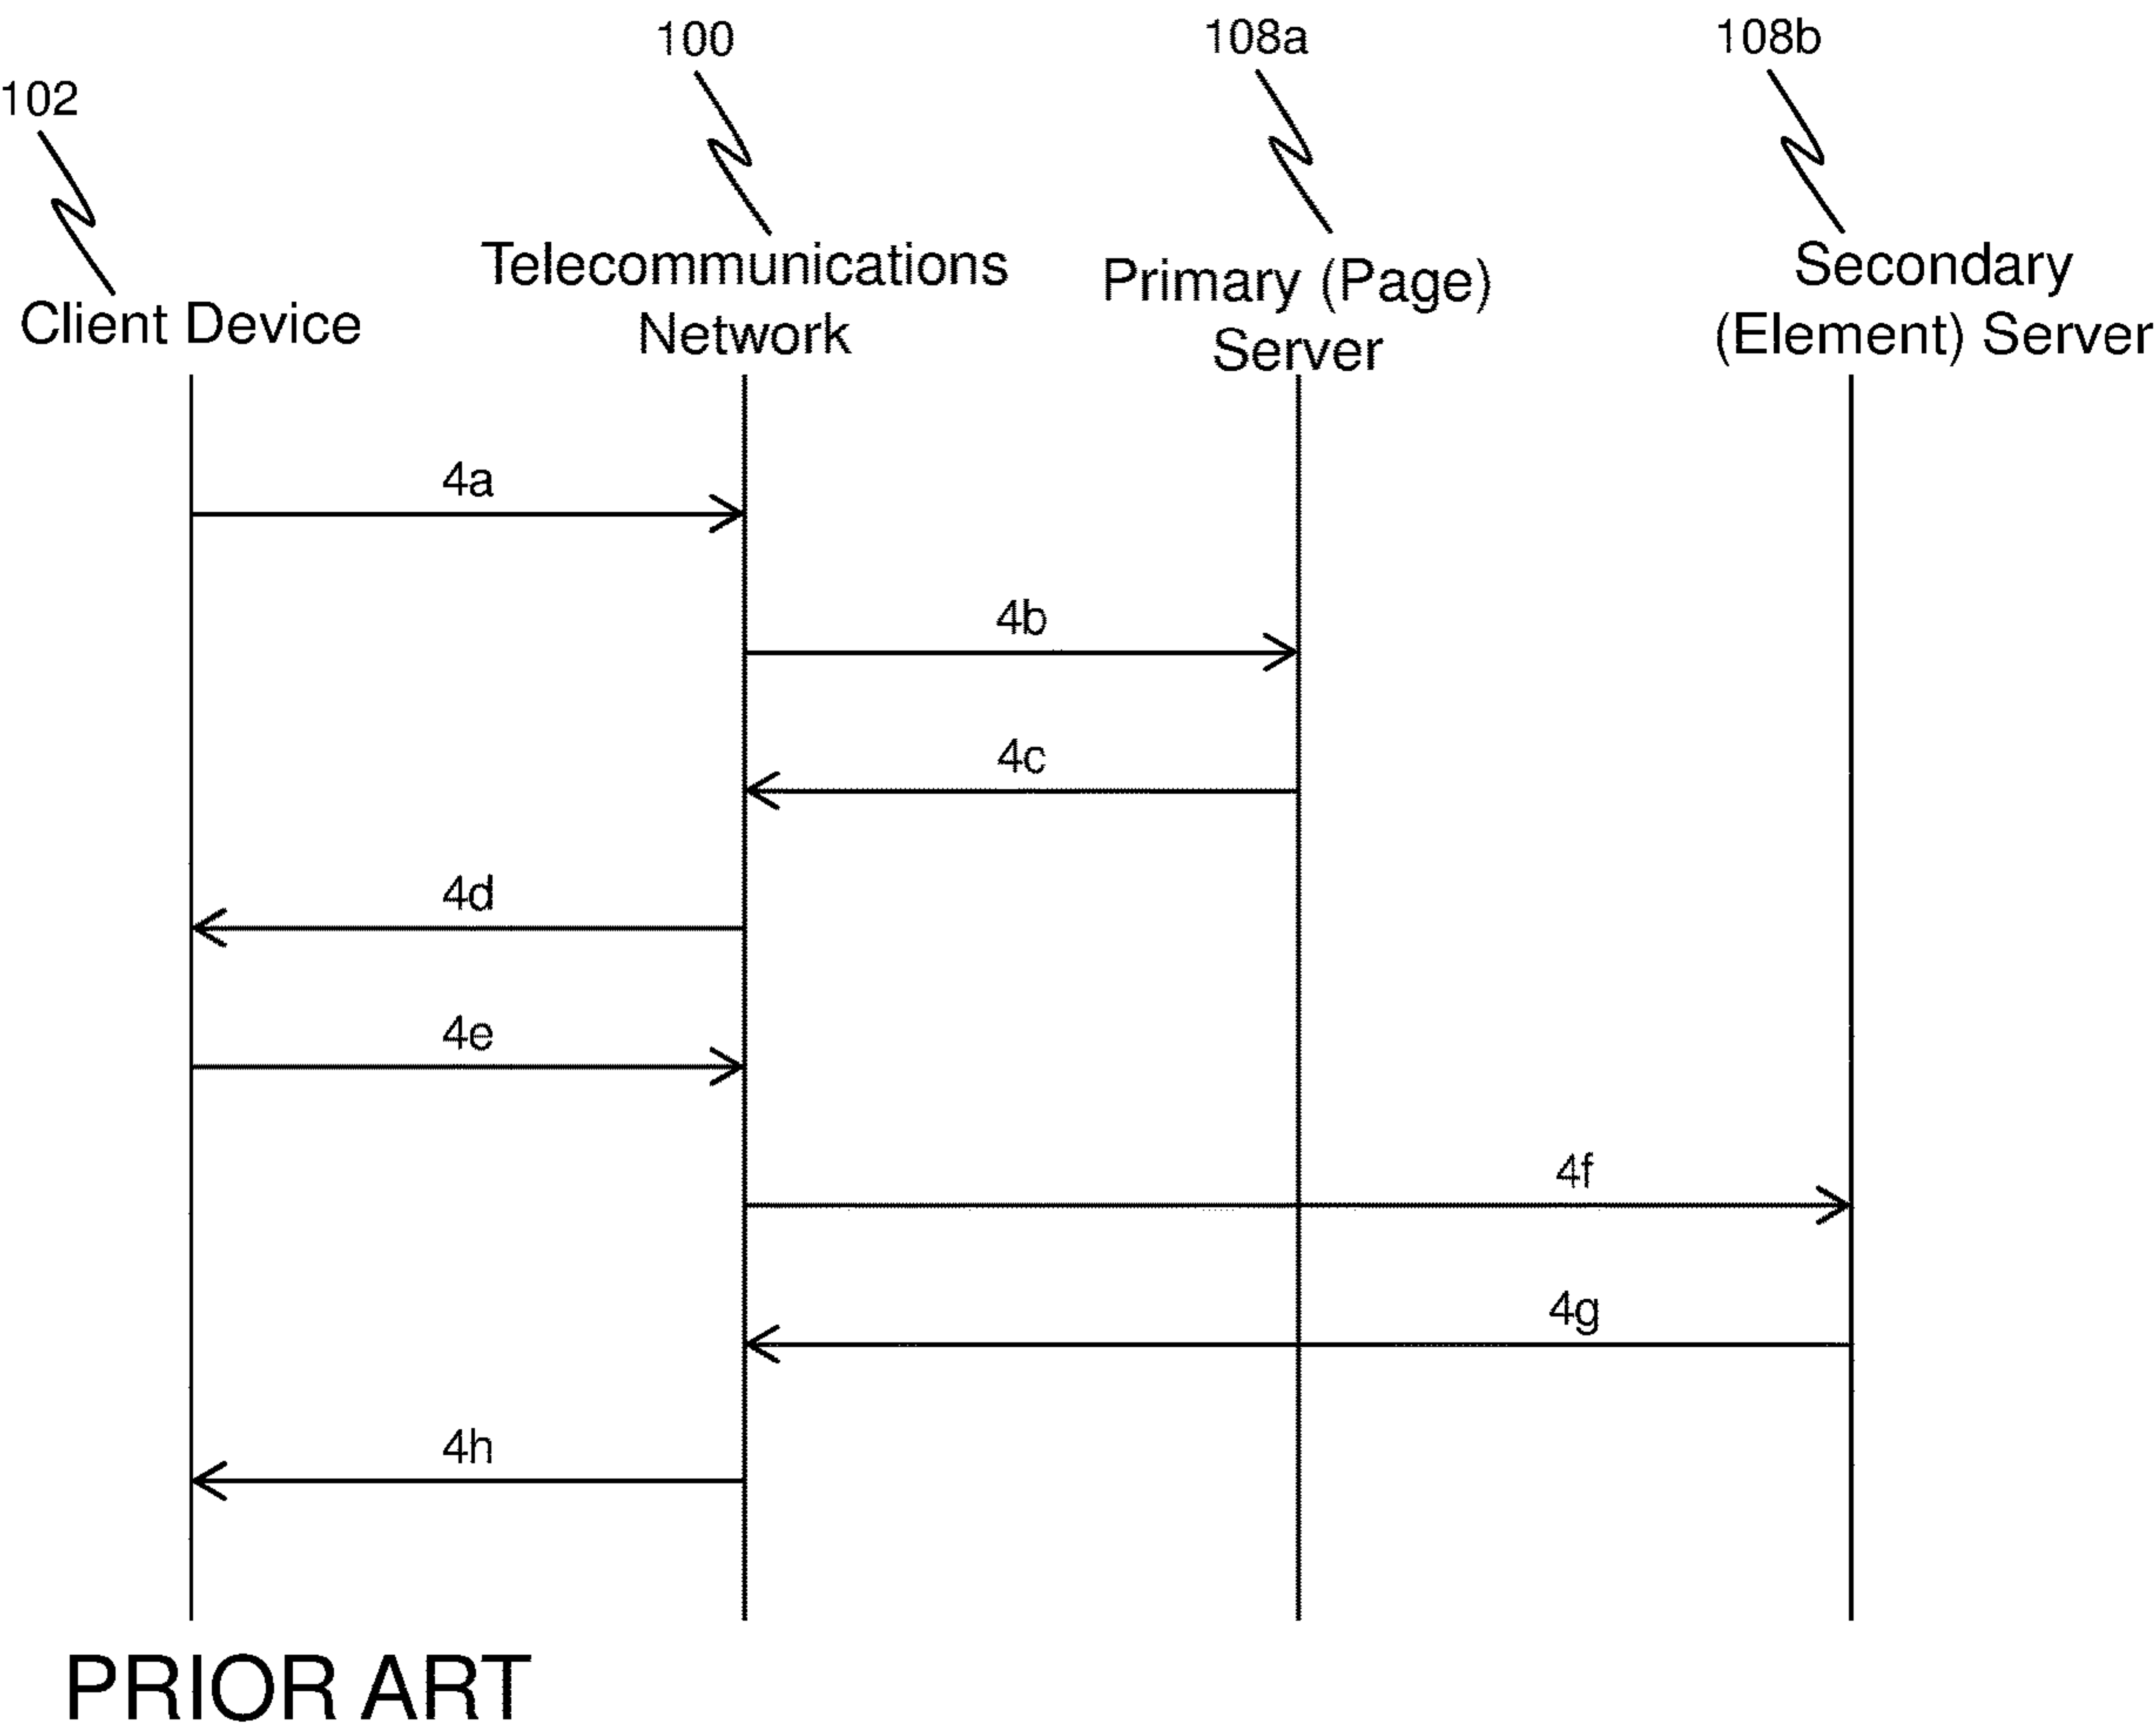 100
108a
108b
102
Telecommunications
Network
Primary (Page)
Server
Secondary
(Element) Server
Client Device
4a
4b
4c
4d
4e
4f
4g
4h
PRIOR ART